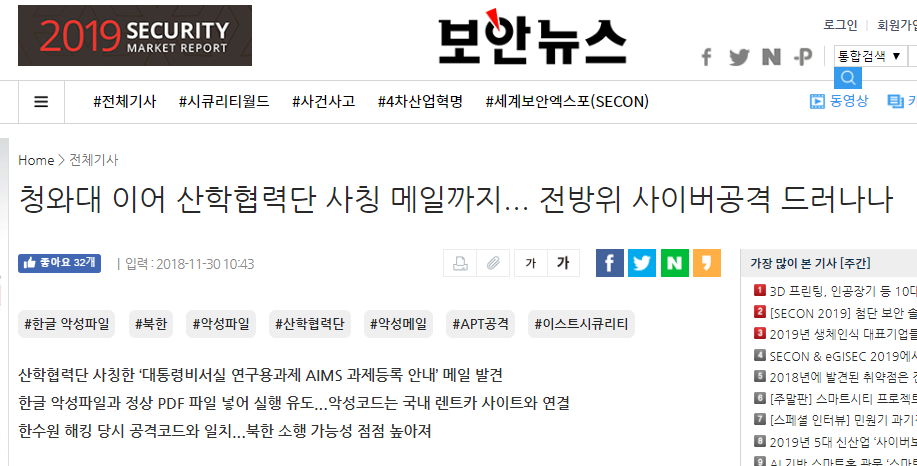 2019 SECURITY
MARKET REPORT
보안뉴스
로그인 | 회원가입
통합검색 ▼
#전체기사 #시큐리티월드 #사건사고 #4차산업혁명 #세계보안엑스포(SECON)
동영상
Home > 전체기사
청와대 이어 산학협력단 사칭 메일까지... 전방위 사이버공격 드러나나
좋아요 32개 | 입력 : 2018-11-30 10:43
가 가
#한글 악성파일 #북한 #악성파일 #산학협력단 #악성메일 #APT공격 #이스트시큐리티
산학협력단 사칭한 ‘대통령비서실 연구용과제 AIMS 과제등록 안내’ 메일 발견
한글 악성파일과 정상 PDF 파일 넣어 실행 유도...악성코드는 국내 렌트카 사이트와 연결
한수원 해킹 당시 공격코드와 일치...북한 소행 가능성 점점 높아져
가장 많이 본 기사 [주간]
1 3D 프린팅, 인공장기 등 10대
2 [SECON 2019] 첨단 보안 솔
3 2019년 생체인식 대표기업들
4 SECON & eGISEC 2019에서
5 2018년에 발견된 취약점은 전
6 [주말판] 스마트시티 프로젝트
7 [스페셜 인터뷰] 민원기 과기
8 2019년 5대 신산업 ‘사이버보
9 AI 기반 스마트홈 관문 ‘스마트